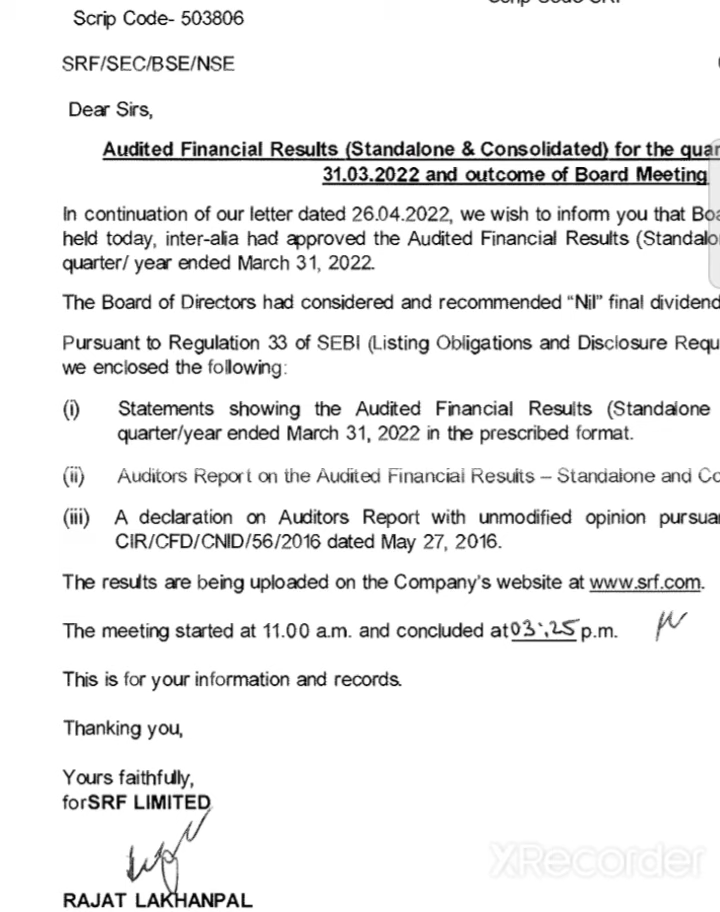 Scrip Code- 503806
SRF/SEC/BSE/NSE
Dear Sirs,
Audited Financial Results (Standalone & Consolidated) for the quar
31.03.2022 and outcome of Board Meeting
In continuation of our letter dated 26.04.2022, we wish to inform you that Boa
held today, inter-alia had approved the Audited Financial Results (Standalo
quarter/ year ended March 31, 2022.
The Board of Directors had considered and recommended “Nil” final dividend
Pursuant to Regulation 33 of SEBI (Listing Obligations and Disclosure Requ
we enclosed the following:
(i) Statements showing the Audited Financial Results (Standalone
quarter/year ended March 31, 2022 in the prescribed format.
(ii) Auditors Report on the Audited Financial Results – Standalone and Co
(iii) A declaration on Auditors Report with unmodified opinion pursua
CIR/CFD/CNID/56/2016 dated May 27, 2016.
The results are being uploaded on the Company's website at www.srf.com.
The meeting started at 11.00 a.m. and concluded at 03:25 p.m.
This is for your information and records.
Thanking you,
Yours faithfully,
forSRF LIMITED
RAJAT LAKHANPAL
XRecorder